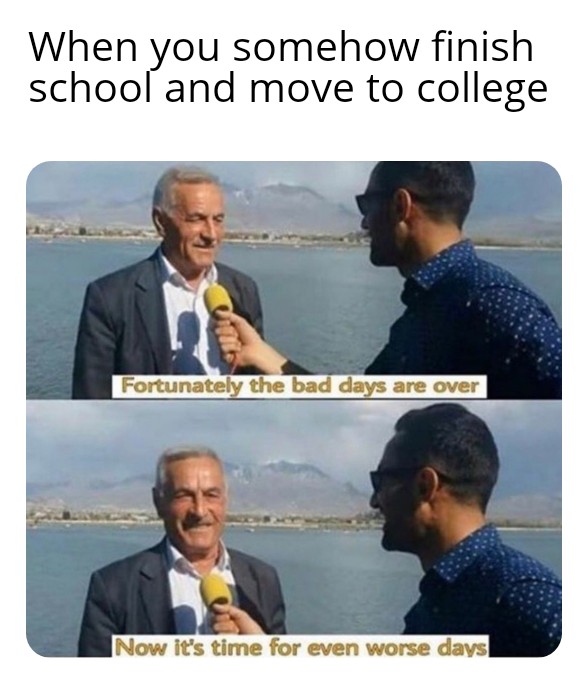 When you somehow finish
school and move to college
Fortunately the bad days are over
Now it's time for even worse days